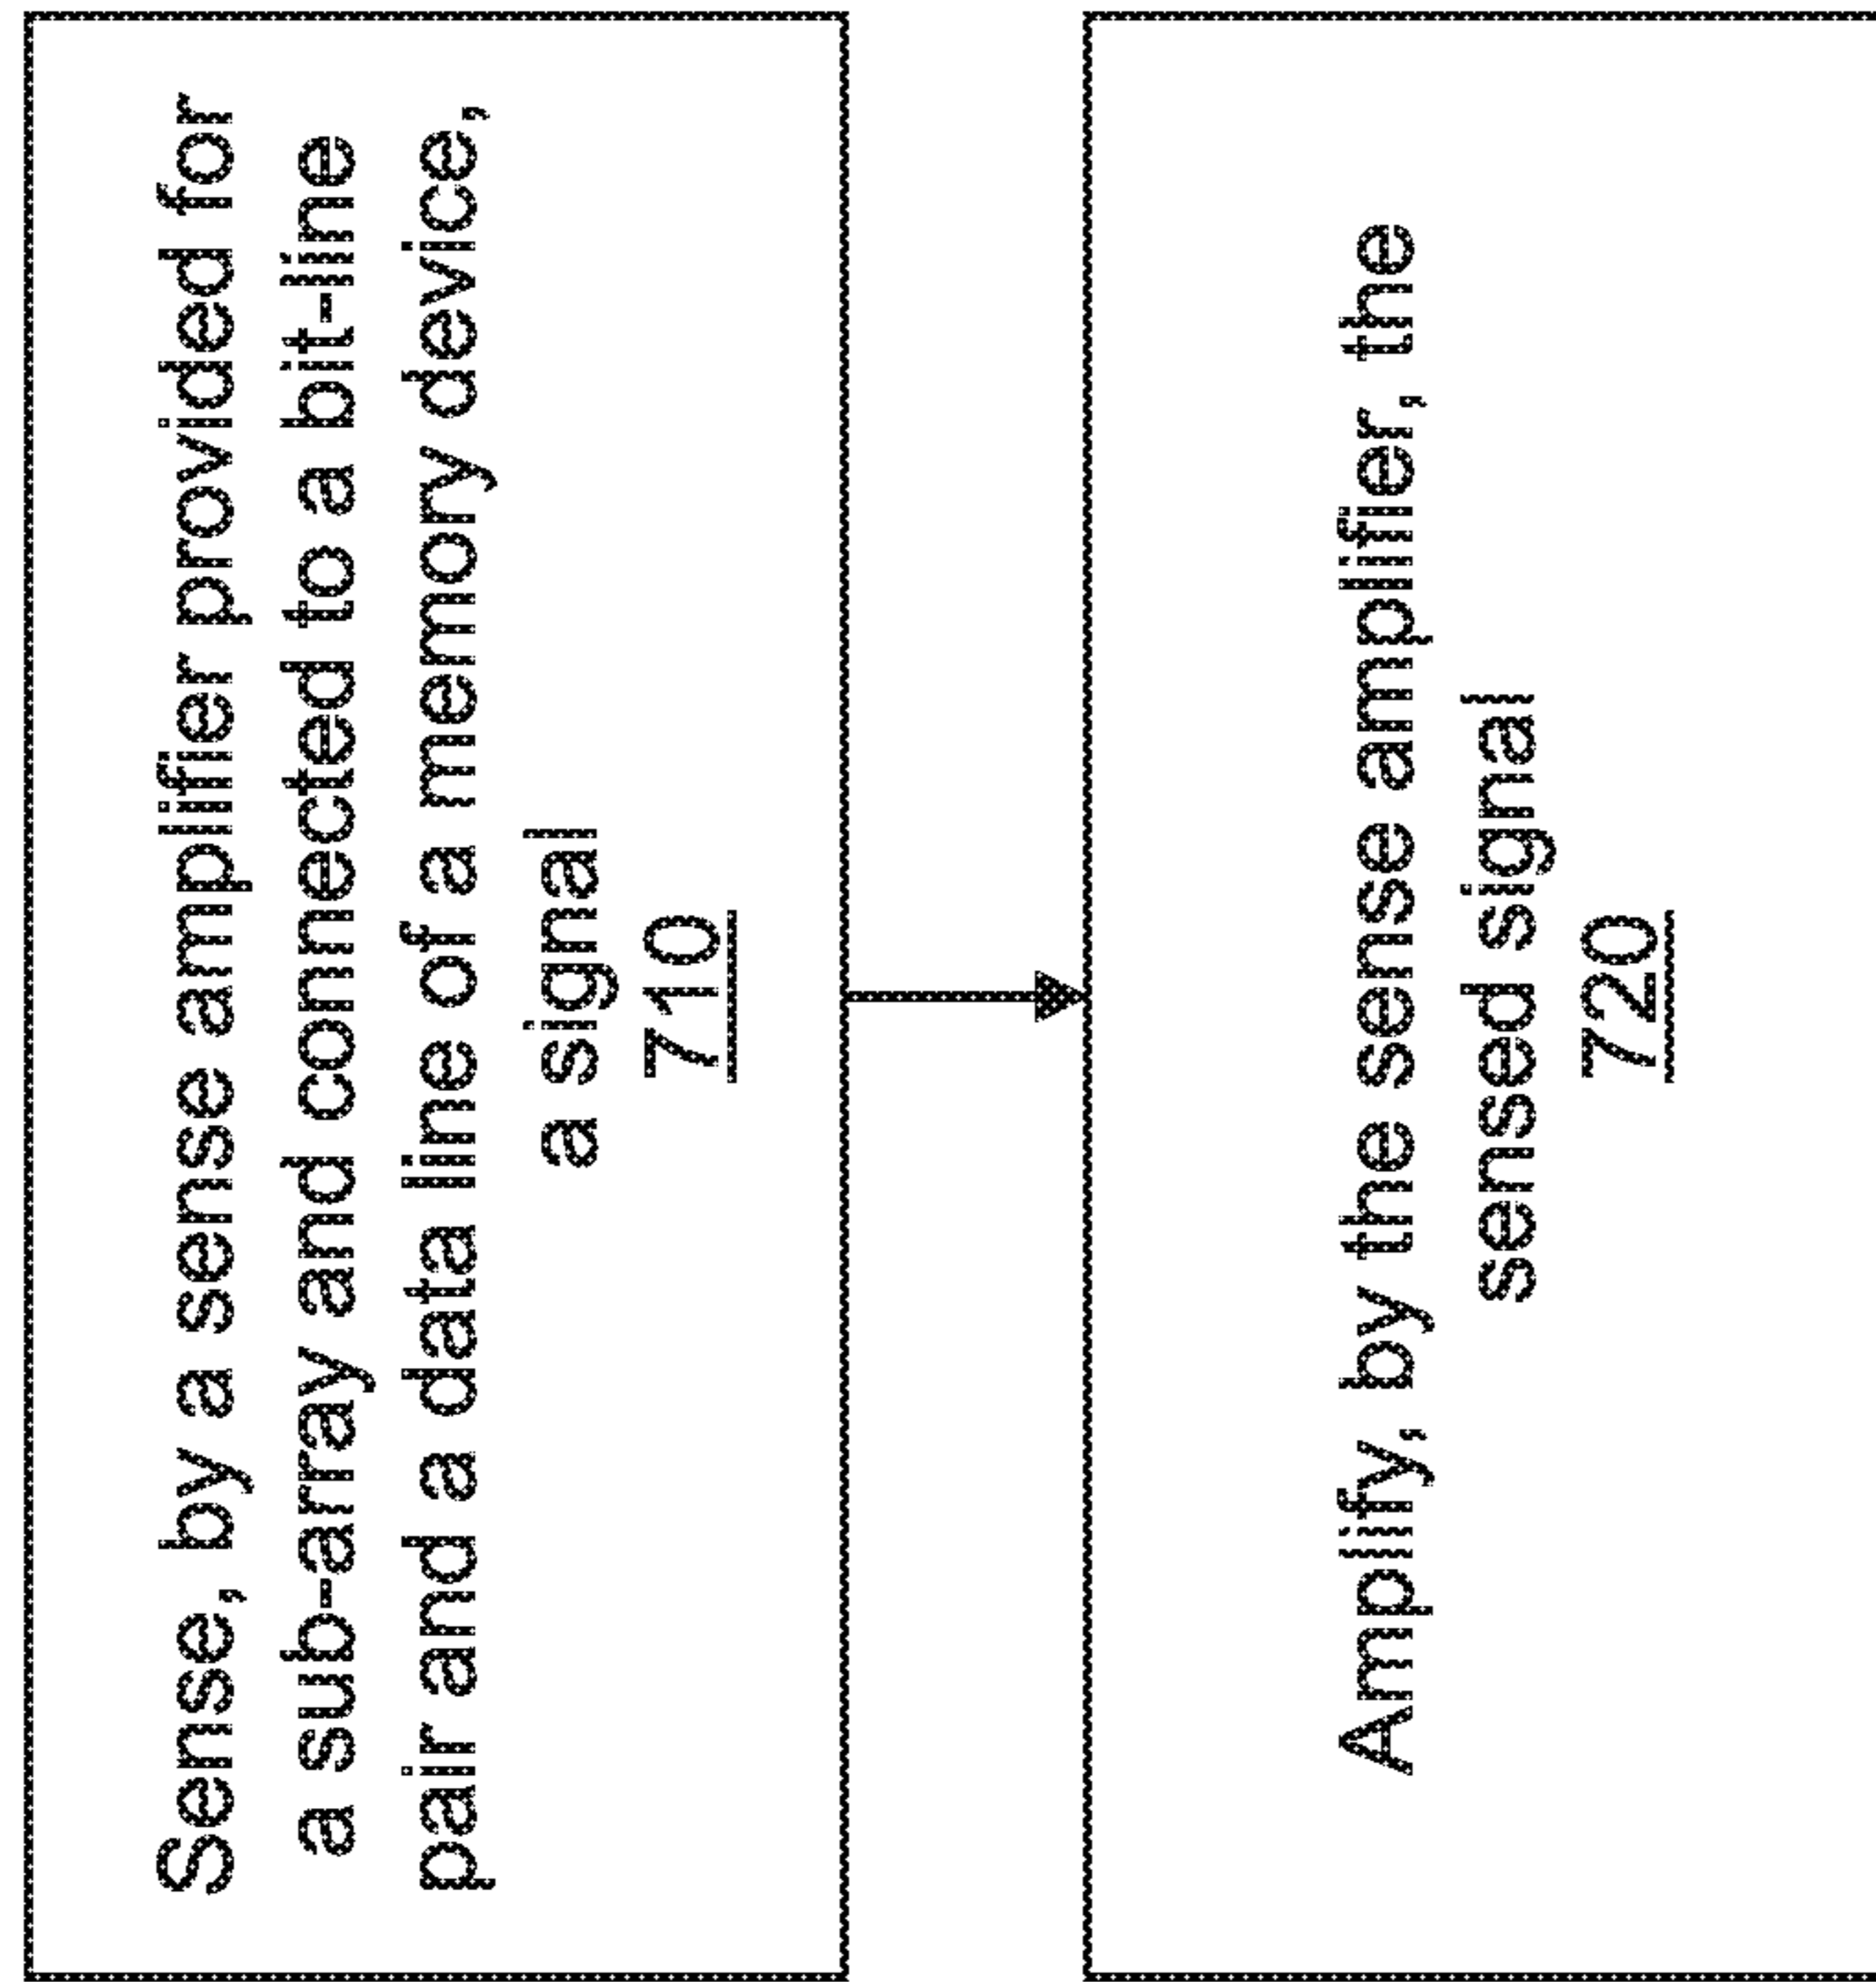 Sense, by a sense amplifier provided for
a sub-array and connected to a bit-line
pair and a data line of a memory device,
a signal
710
Amplify, by the sense amplifier, the
sensed signal
720